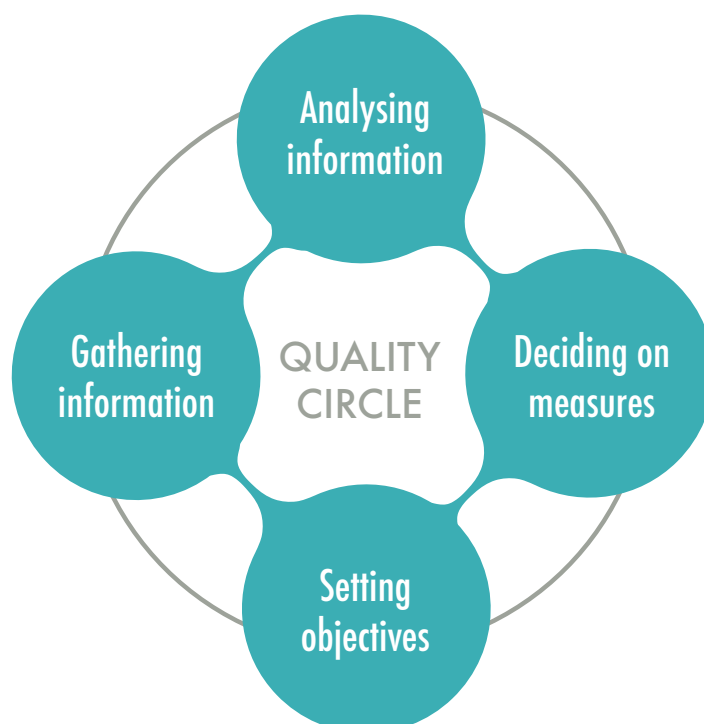 Analysing
information
Gathering
information
QUALITY
CIRCLE
Deciding on
measures
Setting
objectives